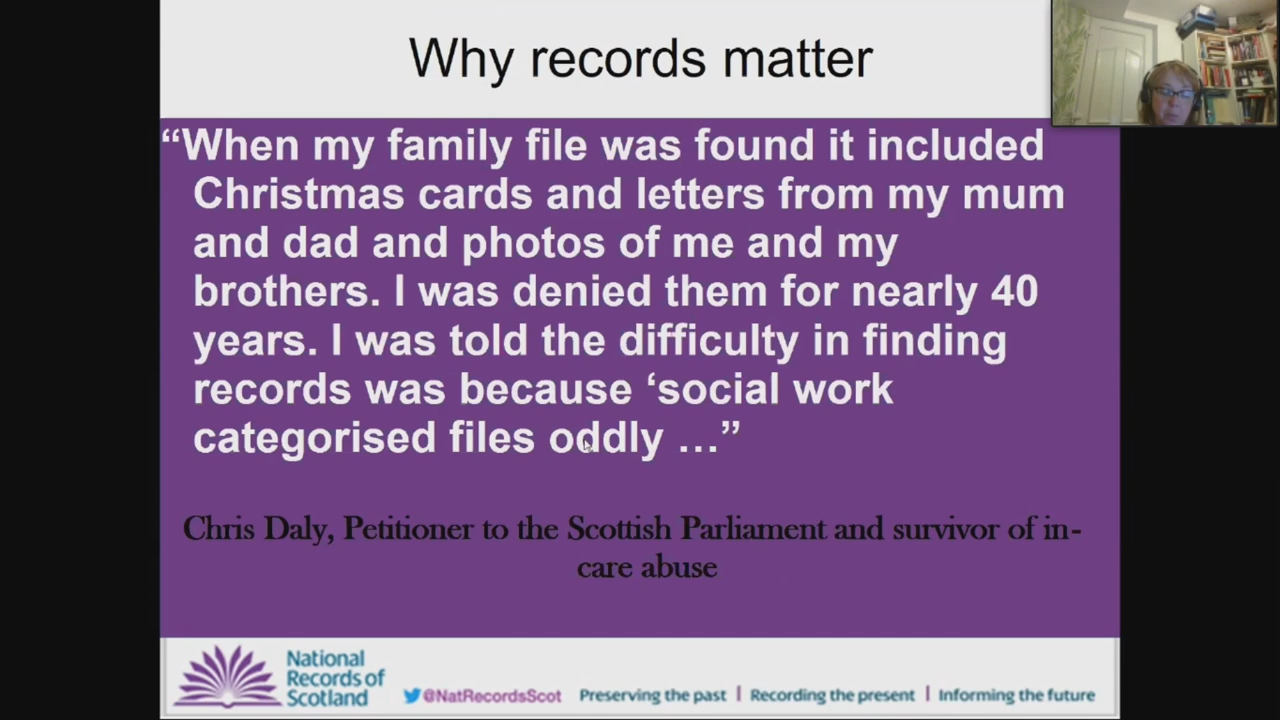 Why records matter
“When my family file was found it included
Christmas cards and letters from my mum
and dad and photos of me and my
brothers. I was denied them for nearly 40
years. I was told the difficulty in finding
records was because ‘social work
categorised files oddly …”
Chris Daly, Petitioner to the Scottish Parliament and survivor of in-
care abuse
National
Records of
Scotland
@NatRecordsScot
Preserving the past | Recording the present | Informing the future